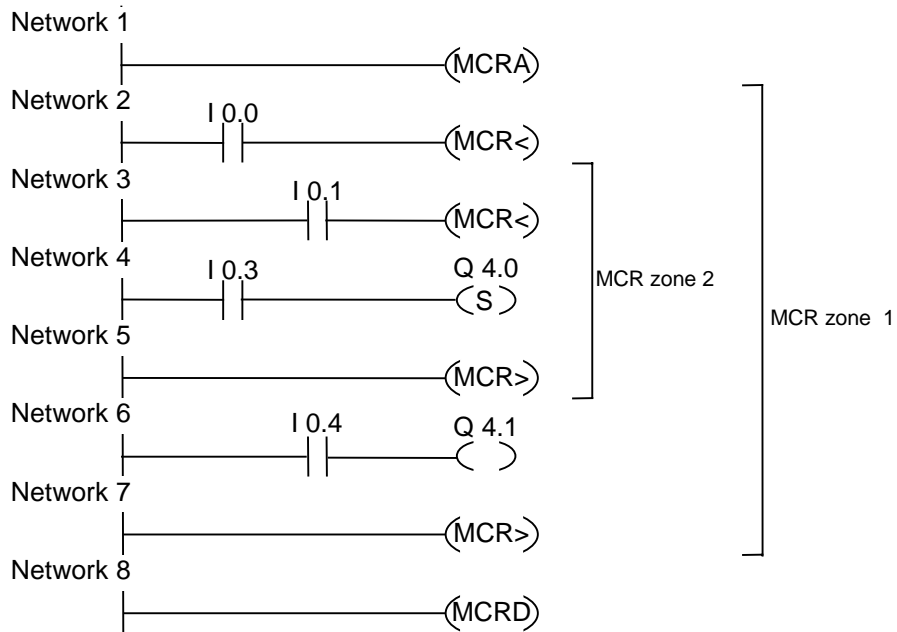 Network 1
(MCRA)
Network 2
I 0.0
(MCR<)
Network 3
I 0.1
(MCR<)
Network 4
I 0.3
Q 4.0
(S)
MCR zone 2
MCR zone 1
Network 5
(MCR>)
Network 6
I 0.4
Q 4.1
( )
Network 7
(MCR>)
Network 8
(MCRD)